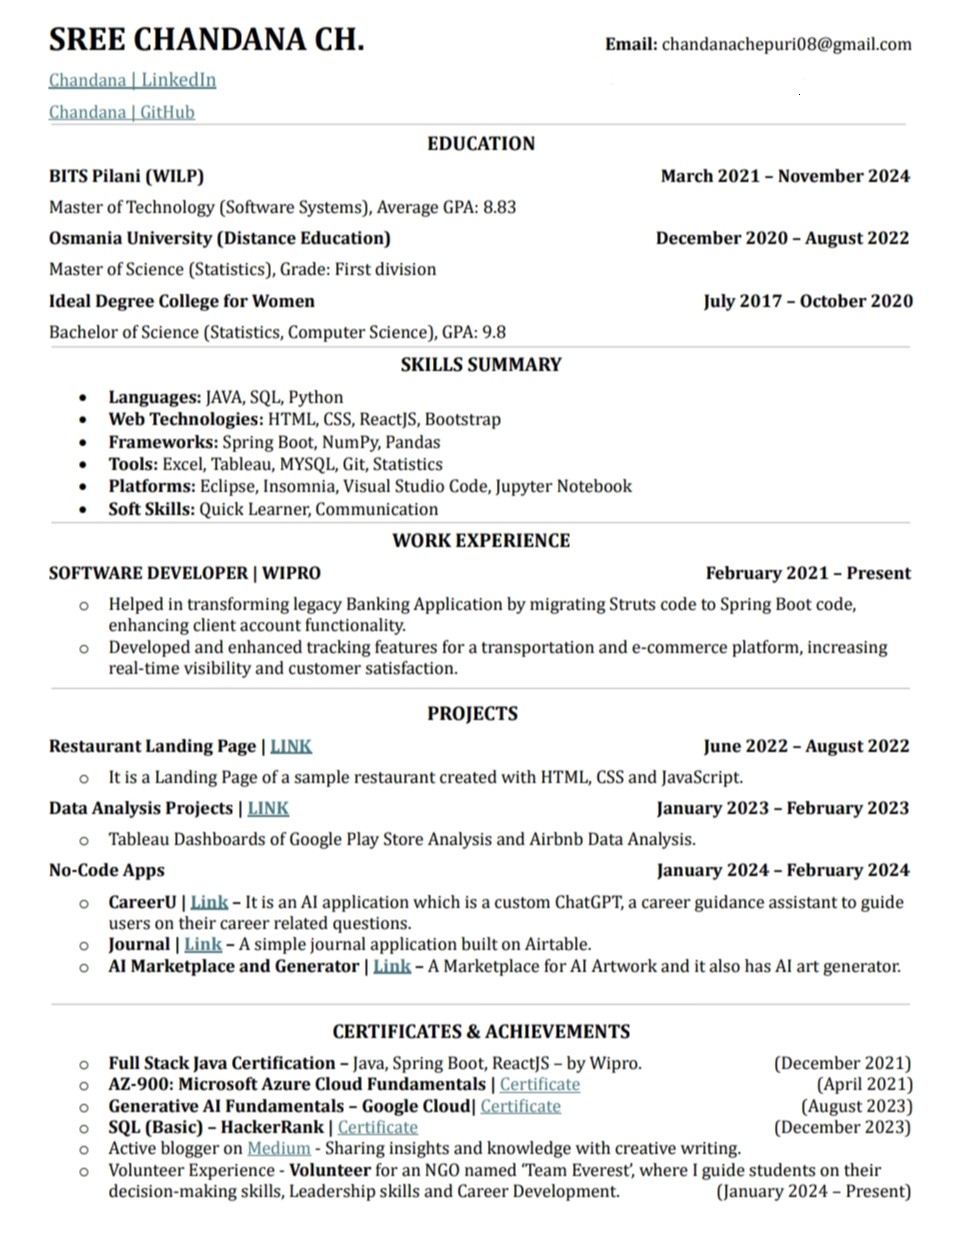 SREE CHANDANA CH. Email: chandanachepuri08@gmail.com
Chandana | LinkedIn
Chandana | GitHub
EDUCATION
BITS Pilani (WILP) March 2021 – November 2024
Master of Technology (Software Systems), Average GPA: 8.83
Osmania University (Distance Education) December 2020 – August 2022
Master of Science (Statistics), Grade: First division
Ideal Degree College for Women July 2017 – October 2020
Bachelor of Science (Statistics, Computer Science), GPA: 9.8
SKILLS SUMMARY
• Languages: JAVA, SQL, Python
• Web Technologies: HTML, CSS, ReactJS, Bootstrap
• Frameworks: Spring Boot, NumPy, Pandas
• Tools: Excel, Tableau, MYSQL, Git, Statistics
• Platforms: Eclipse, Insomnia, Visual Studio Code, Jupyter Notebook
• Soft Skills: Quick Learner, Communication
WORK EXPERIENCE
SOFTWARE DEVELOPER | WIPRO February 2021 – Present
o Helped in transforming legacy Banking Application by migrating Struts code to Spring Boot code,
enhancing client account functionality.
o Developed and enhanced tracking features for a transportation and e-commerce platform, increasing
real-time visibility and customer satisfaction.
PROJECTS
Restaurant Landing Page | LINK June 2022 – August 2022
o It is a Landing Page of a sample restaurant created with HTML, CSS and JavaScript.
Data Analysis Projects | LINK January 2023 – February 2023
o Tableau Dashboards of Google Play Store Analysis and Airbnb Data Analysis.
No-Code Apps January 2024 – February 2024
o CareerU | Link – It is an AI application which is a custom ChatGPT, a career guidance assistant to guide
users on their career related questions.
o Journal | Link – A simple journal application built on Airtable.
o AI Marketplace and Generator | Link – A Marketplace for AI Artwork and it also has AI art generator.
CERTIFICATES & ACHIEVEMENTS
o Full Stack Java Certification – Java, Spring Boot, ReactJS – by Wipro. (December 2021)
o AZ-900: Microsoft Azure Cloud Fundamentals | Certificate (April 2021)
o Generative AI Fundamentals – Google Cloud| Certificate (August 2023)
o SQL (Basic) – HackerRank | Certificate (December 2023)
o Active blogger on Medium - Sharing insights and knowledge with creative writing.
o Volunteer Experience - Volunteer for an NGO named 'Team Everest', where I guide students on their
decision-making skills, Leadership skills and Career Development. (January 2024 – Present)